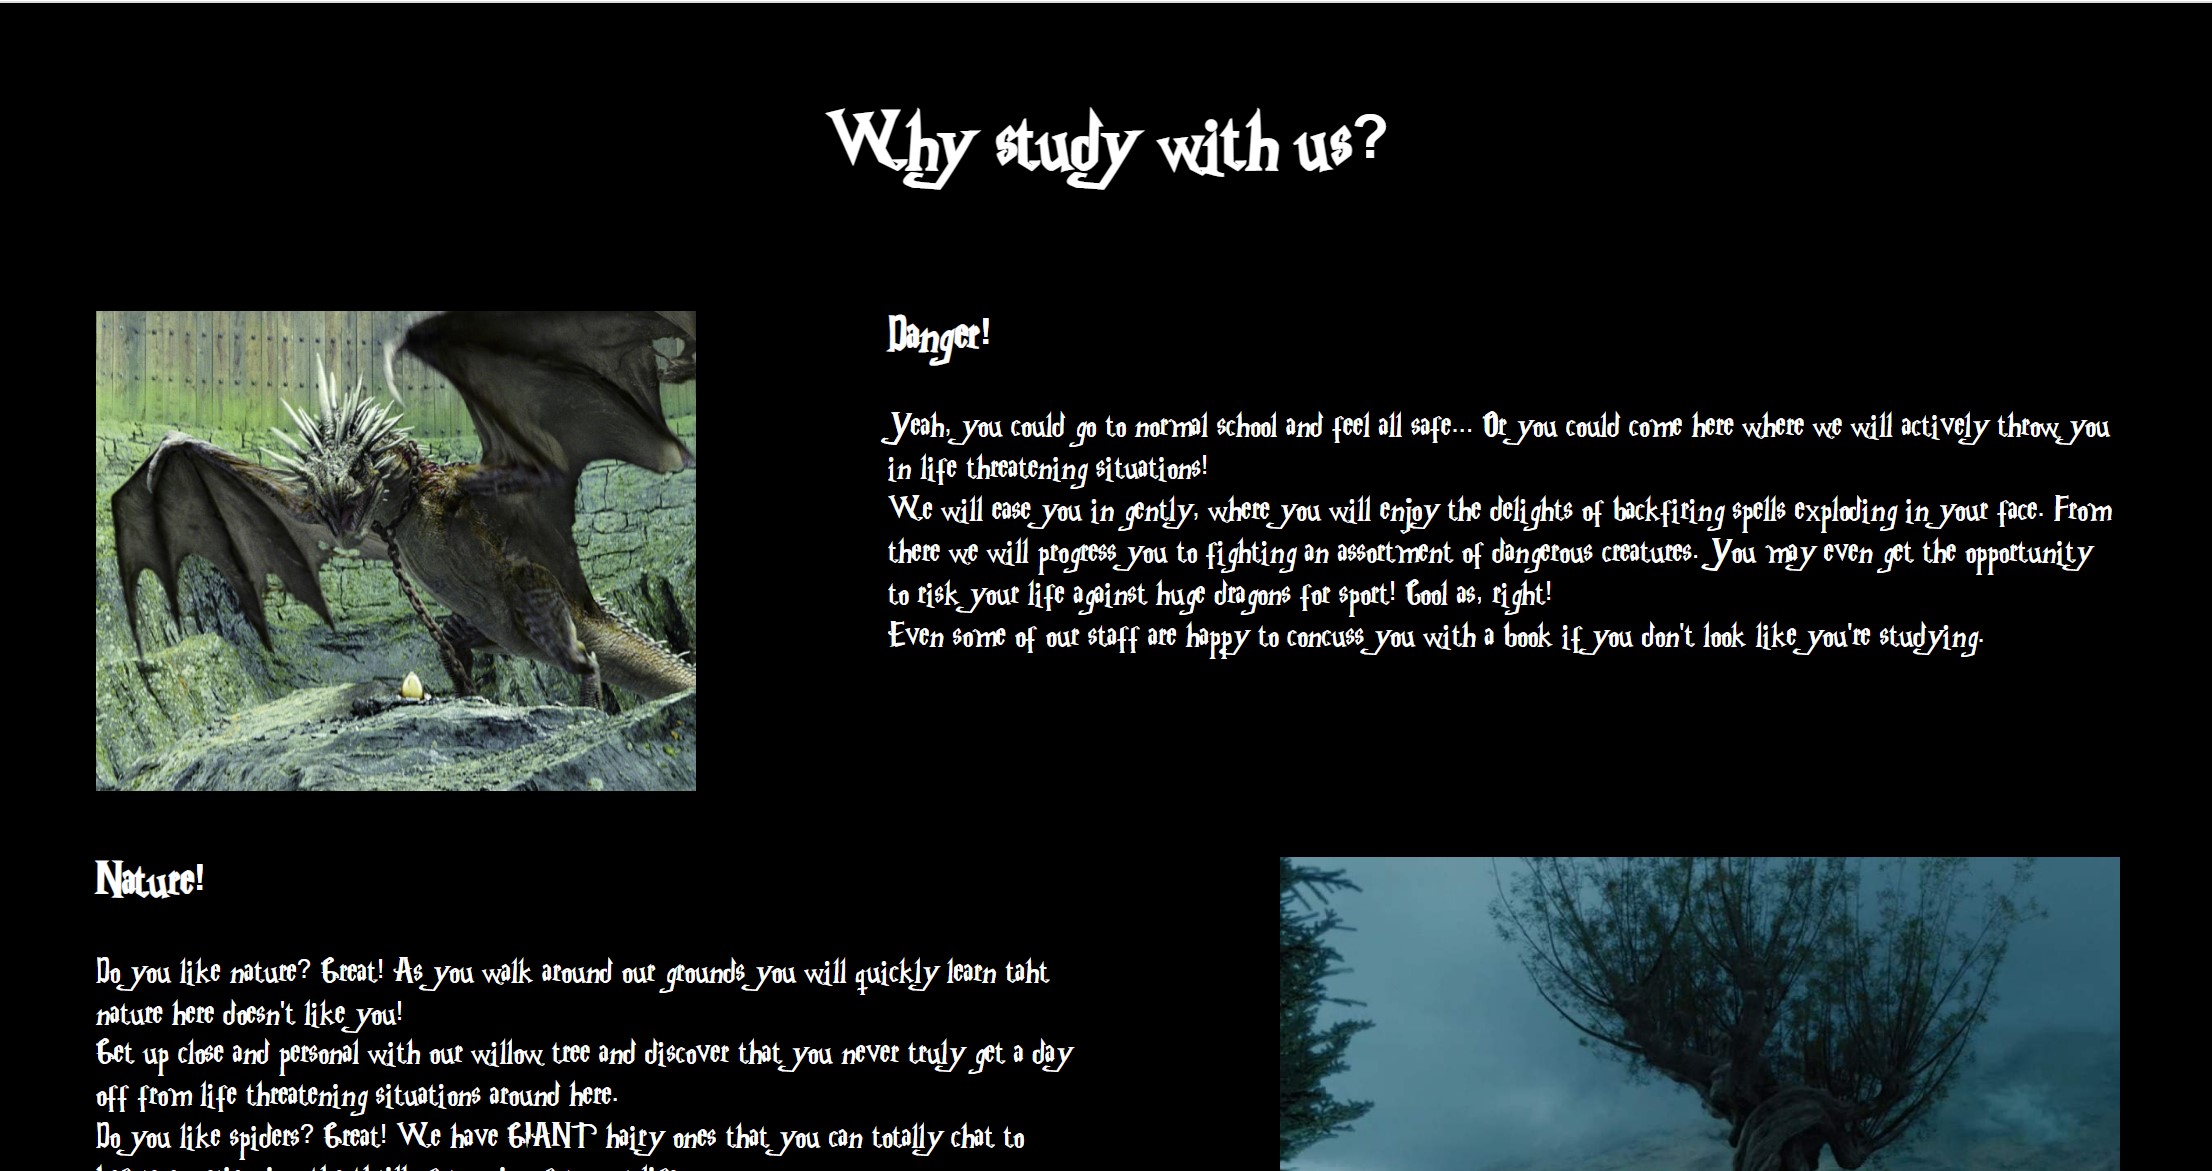 Why study with us?
Danger!
Yeah, you could go to normal school and feel all safe... Or you could come here where we will actively throw you
in life threatening situations!
We will ease you in gently, where you will enjoy the delights of backfiring spells exploding in your face. From
there we will progress you to fighting an assortment of dangerous creatures. You may even get the opportunity
to risk your life against huge dragons for sport! Cool as, right!
Even some of our staff are happy to concuss you with a book if you don't look like you're studying.
Nature!
Do you like nature? Great! As you walk around our grounds you will quickly learn taht
nature here doesn't like you!
Get up close and personal with our willow tree and discover that you never truly get a day
off from life threatening situations around here.
Do you like spiders? Great! We have GIANT hairy ones that you can totally chat to